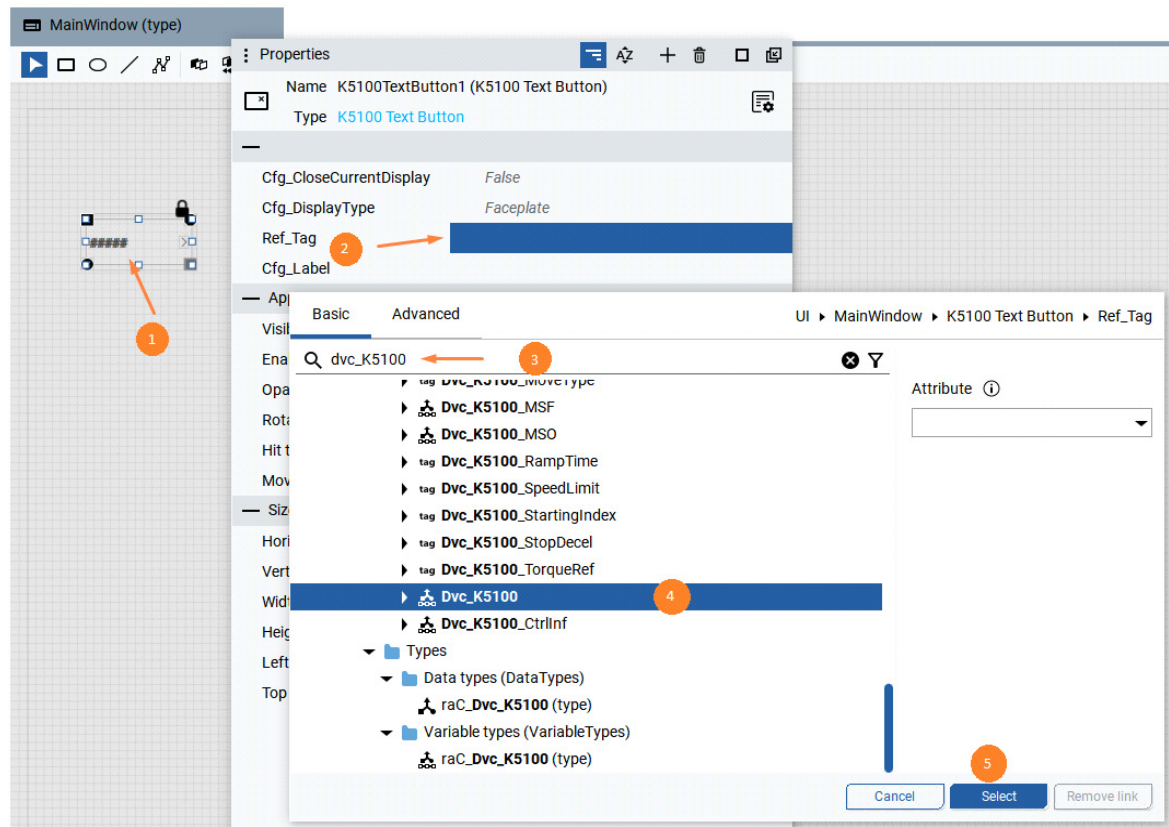 MainWindow (type)
Properties
Name K5100TextButton1 (K5100 Text Button)
Type K5100 Text Button
Cfg_CloseCurrentDisplay False
Cfg_DisplayType Faceplate
Ref_Tag
2
Cfg_Label
#####
1
App
Visib
Ena
Opa
Rota
Hit t
Mov
Size
Hori
Vert
Widt
Heig
Left
Top
Basic Advanced
UI MainWindow K5100 Text Button Ref_Tag
dvc_K5100
3
Attribute
tag Dvc_K5100_MoveType
Dvc_K5100_MSF
Dvc_K5100_MSO
tag Dvc_K5100_RampTime
tag Dvc_K5100_SpeedLimit
tag Dvc_K5100_StartingIndex
tag Dvc_K5100_StopDecel
tag Dvc_K5100_TorqueRef
Dvc_K5100
4
Dvc_K5100_CtrlInf
Types
Data types (DataTypes)
raC_Dvc_K5100 (type)
Variable types (VariableTypes)
raC_Dvc_K5100 (type)
5
Cancel Select Remove link